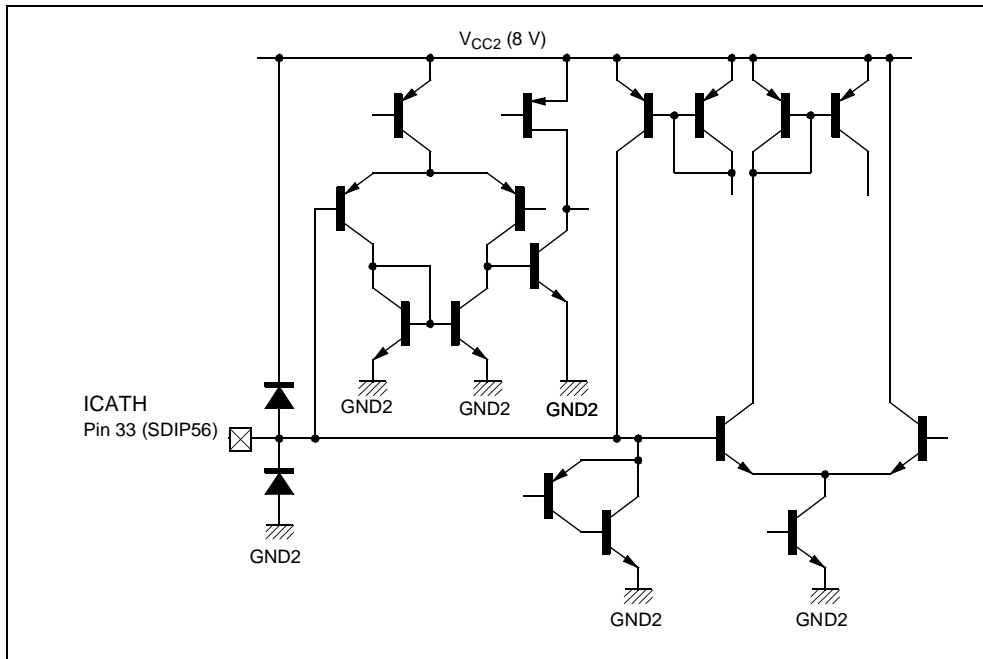 VCC2 (8 V)
GND2
GND2
GND2
ICATH
Pin 33 (SDIP56)
GND2
GND2
GND2